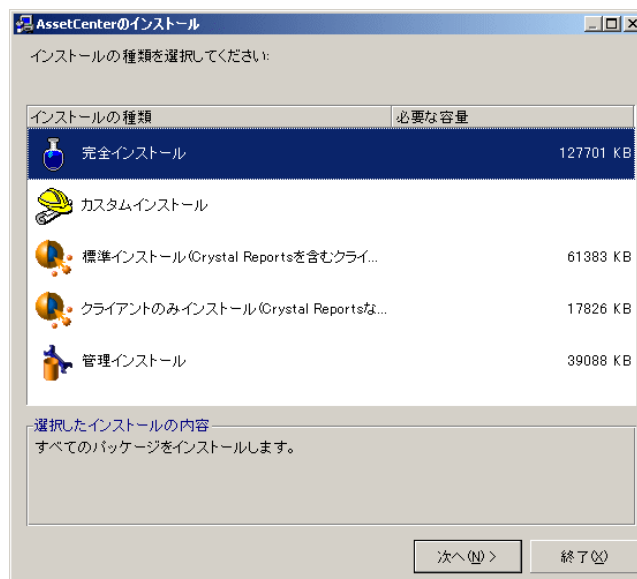 AssetCenterのインストール
インストールの種類を選択してください:
インストールの種類 必要な容量
完全インストール 127701 KB
カスタムインストール
標準インストール(Crystal Reportsを含むクライ... 61383 KB
クライアントのみインストール(Crystal Reportsな... 17826 KB
管理インストール 39088 KB
選択したインストールの内容
すべてのパッケージをインストールします。
次へ(N) > 終了(X)